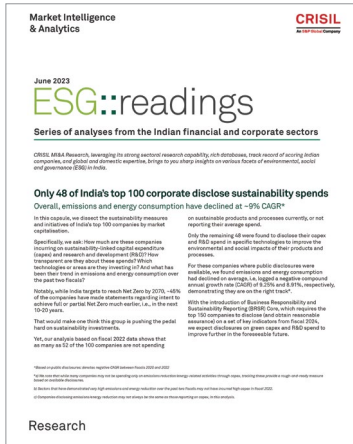 Market Intelligence
& Analytics
CRISIL
An S&P Global Company
June 2023
ESG::readings
Series of analyses from the Indian financial and corporate sectors
CRISIL MI&A Research, leveraging its strong sectoral research capability, rich databases, track record of scoring Indian
companies, and global and domestic expertise, brings to you sharp insights on various facets of environmental, social
and governance (ESG) in India.
Only 48 of India's top 100 corporate disclose sustainability spends
Overall, emissions and energy consumption have declined at ~9% CAGR*
In this capsule, we dissect the sustainability measures
and initiatives of India's top 100 companies by market
capitalisation.
Specifically, we ask: How much are these companies
incurring on sustainability-linked capital expenditure
(capex) and research and development (R&D)? How
transparent they are about these spends? Which
technologies or areas are they investing in? And what has
been their trend in emissions and energy consumption over
the past two fiscals?
Notably, while India targets to reach Net Zero by 2070, ~45%
of the companies have made statements regarding intent to
achieve full or partial Net Zero much earlier, i.e., in the next
10-20 years.
That would make one think this group is pushing the pedal
hard on sustainability investments.
Yet, our analysis based on fiscal 2022 data shows that
as many as 52 of the 100 companies are not spending
on sustainable products and processes currently, or not
reporting their average spend.
Only the remaining 48 were found to disclose their capex
and R&D spend in specific technologies to improve the
environmental and social impacts of their products and
processes.
For these companies where public disclosures were
available, we found emissions and energy consumption
had declined on average, i.e. logged a negative compound
annual growth rate (CAGR) of 9.25% and 8.91%, respectively,
demonstrating they are on the right track*.
With the introduction of Business Responsibility and
Sustainability Reporting (BRSR) Core, which requires the
top 150 companies to disclose (and obtain reasonable
assurance) on a set of key indicators from fiscal 2024,
we expect disclosures on green capex and R&D spend to
improve further in the foreseeable future.
*Based on public disclosures; denotes negative CAGR between fiscals 2020 and 2022
Research